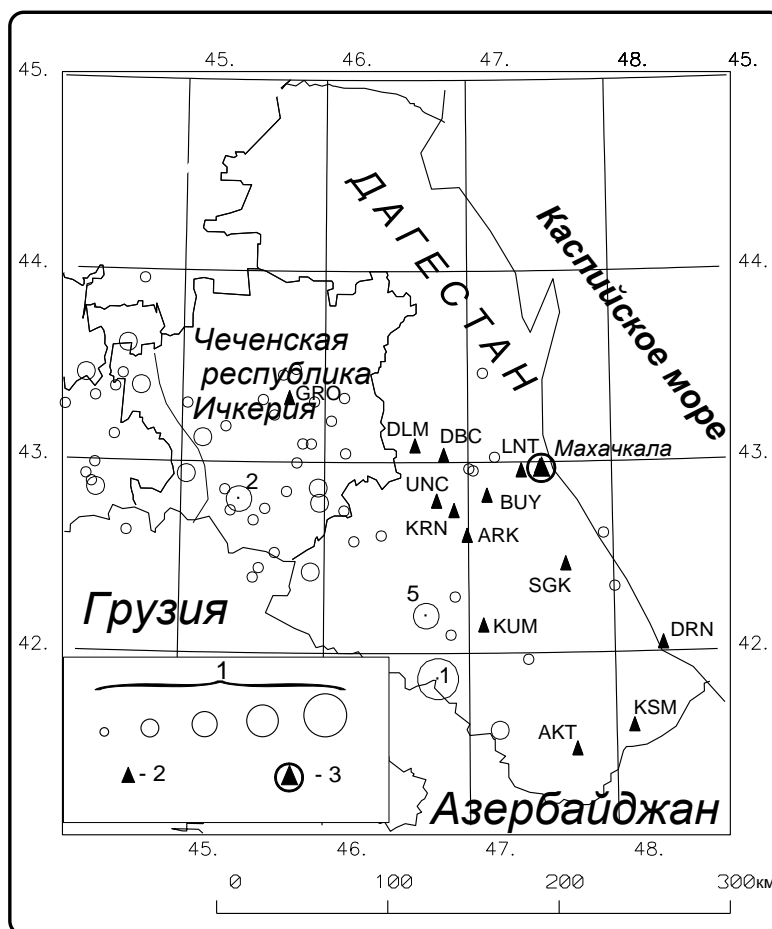 45. 46. 47. 48. 45.
45.
44. 44.
ДАГЕСТАН
Каспийское море
Чеченская
республика
Ичкерия
GRO
DLM
DBC
LNT
Махачкала
43. 43.
2
UNC
BUY
KRN
ARK
SGK
5
Грузия
KUM
DRN
42. 42.
1
1
KSM
AKT
- 2
- 3
Азербайджан
45. 46. 47. 48.
0 100 200 300км